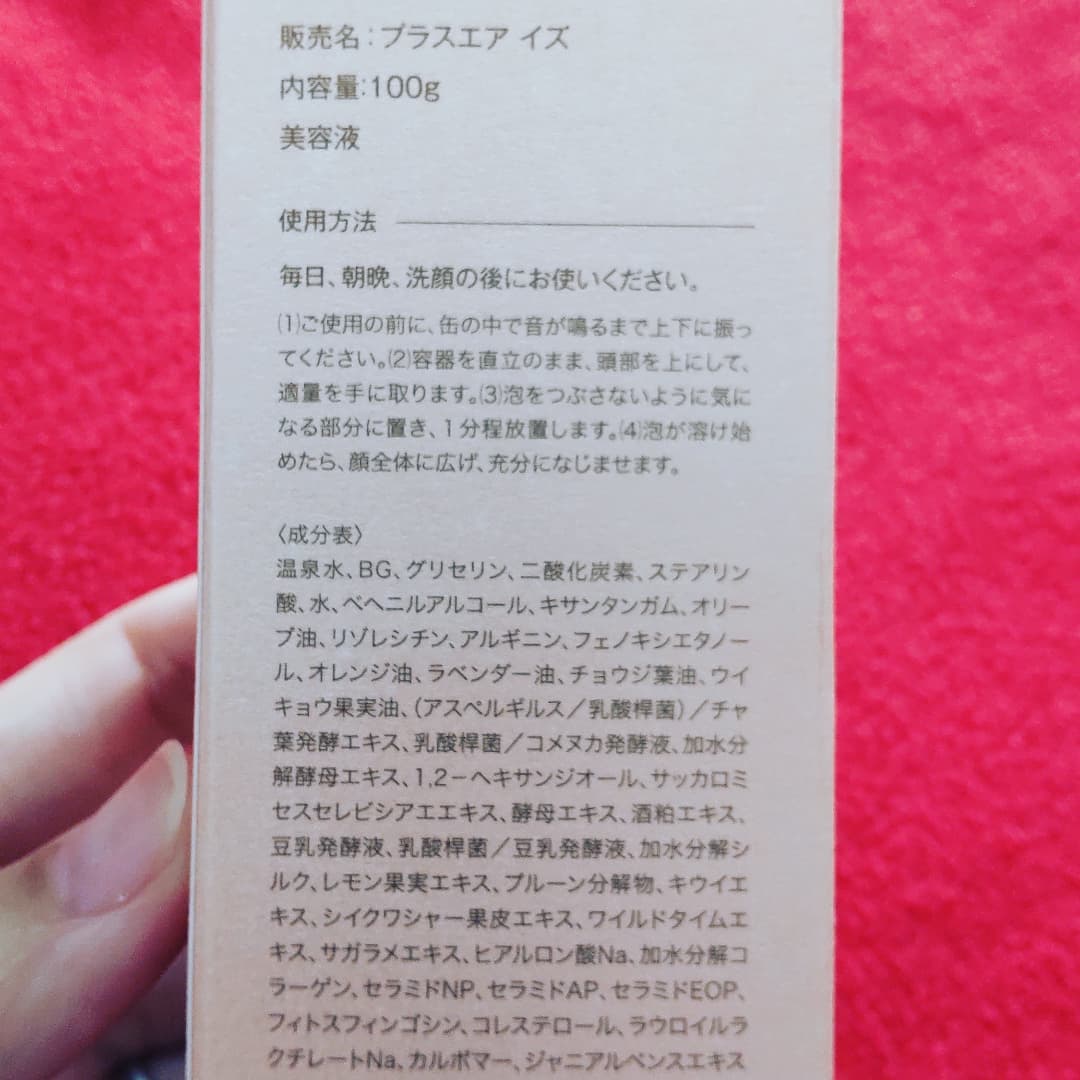 販売名:プラスエア イズ
内容量:100g
美容液
使用方法
毎日、朝晩、洗顔の後にお使いください。
⑴ご使用の前に、缶の中で音が鳴るまで上下に振っ
てください。⑵容器を直立のまま、頭部を上にして、
適量を手に取ります。⑶泡をつぶさないように気に
なる部分に置き、1分程放置します。⑷泡が溶け始
めたら、顔全体に広げ、充分になじませます。
〈成分表〉
温泉水、BG、グリセリン、二酸化炭素、ステアリン
酸、水、ベヘニルアルコール、キサンタンガム、オリー
ブ油、リゾレシチン、アルギニン、フェノキシエタノー
ル、オレンジ油、ラベンダー油、チョウジ葉油、ウイ
キョウ果実油、(アスペルギルス/乳酸桿菌)/チャ
葉発酵エキス、乳酸桿菌/コメヌカ発酵液、加水分
解酵母エキス、1,2-ヘキサンジオール、サッカロミ
セスセレビシアエエキス、酵母エキス、酒粕エキス、
豆乳発酵液、乳酸桿菌/豆乳発酵液、加水分解シ
ルク、レモン果実エキス、プルーン分解物、キウイエ
キス、シイクワシャー果皮エキス、ワイルドタイムエ
キス、サガラメエキス、ヒアルロン酸Na、加水分解コ
ラーゲン、セラミドNP、セラミドAP、セラミドEOP、
フィトスフィンゴシン、コレステロール、ラウロイルラ
クチレートNa、カルボマー、ジャニアルベンスエキス